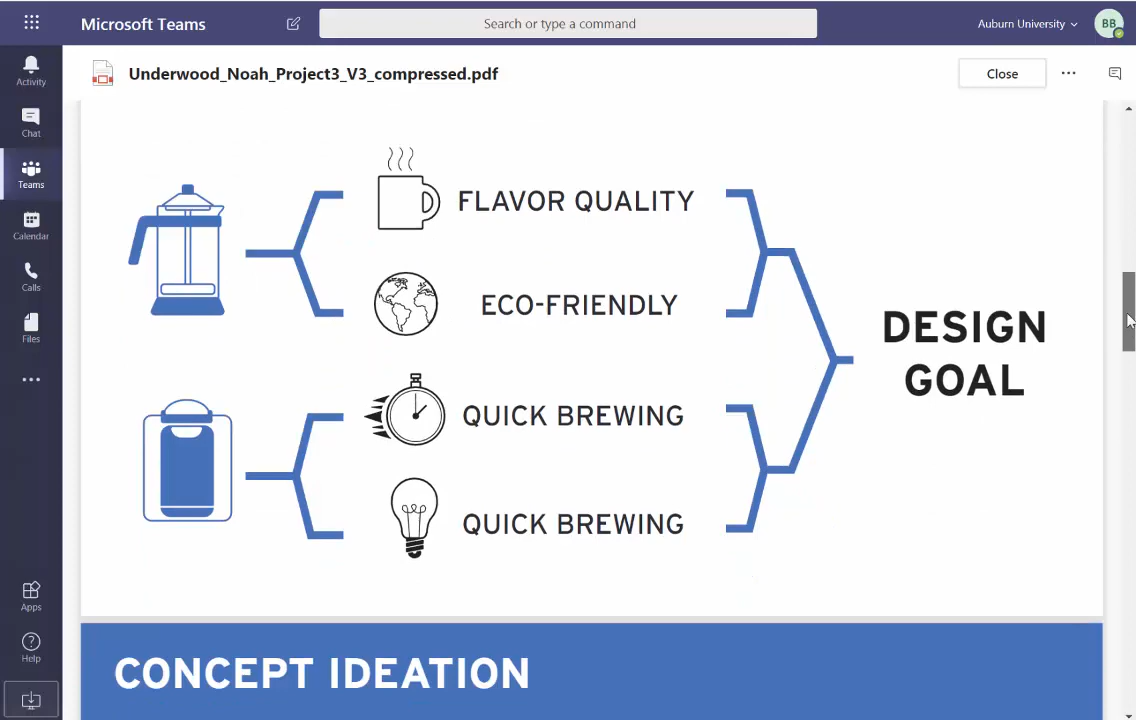 Microsoft Teams
Search or type a command
Auburn University
BB
Activity
Chat
Teams
Calendar
Calls
Files
Apps
Help
Underwood_Noah_Project3_V3_compressed.pdf
Close
FLAVOR QUALITY
ECO-FRIENDLY
QUICK BREWING
QUICK BREWING
DESIGN
GOAL
CONCEPT IDEATION